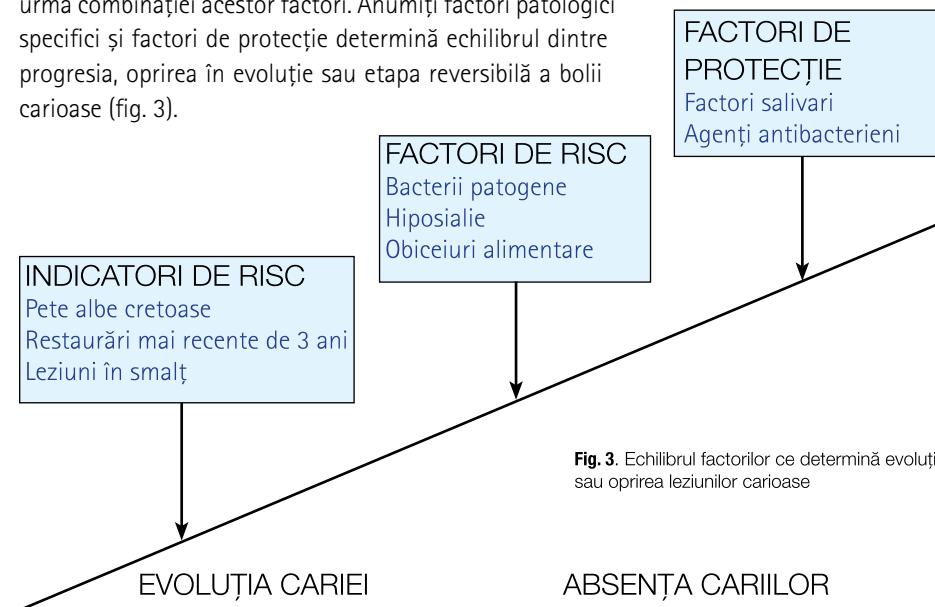 urma combinației acestor factori. Anumiți factori patologici
specifici și factori de protecție determină echilibrul dintre
progresia, oprirea în evoluție sau etapa reversibilă a bolii
carioase (fig. 3).
FACTORI DE
PROTECȚIE
Factori salivari
Agenți antibacterieni
FACTORI DE RISC
Bacterii patogene
Hiposialie
Obiceiuri alimentare
INDICATORI DE RISC
Pete albe cretoase
Restaurări mai recente de 3 ani
Leziuni în smalț
Fig. 3. Echilibrul factorilor ce determină evoluți
sau oprirea leziunilor carioase
EVOLUȚIA CARIEI
ABSENȚA CARIILOR